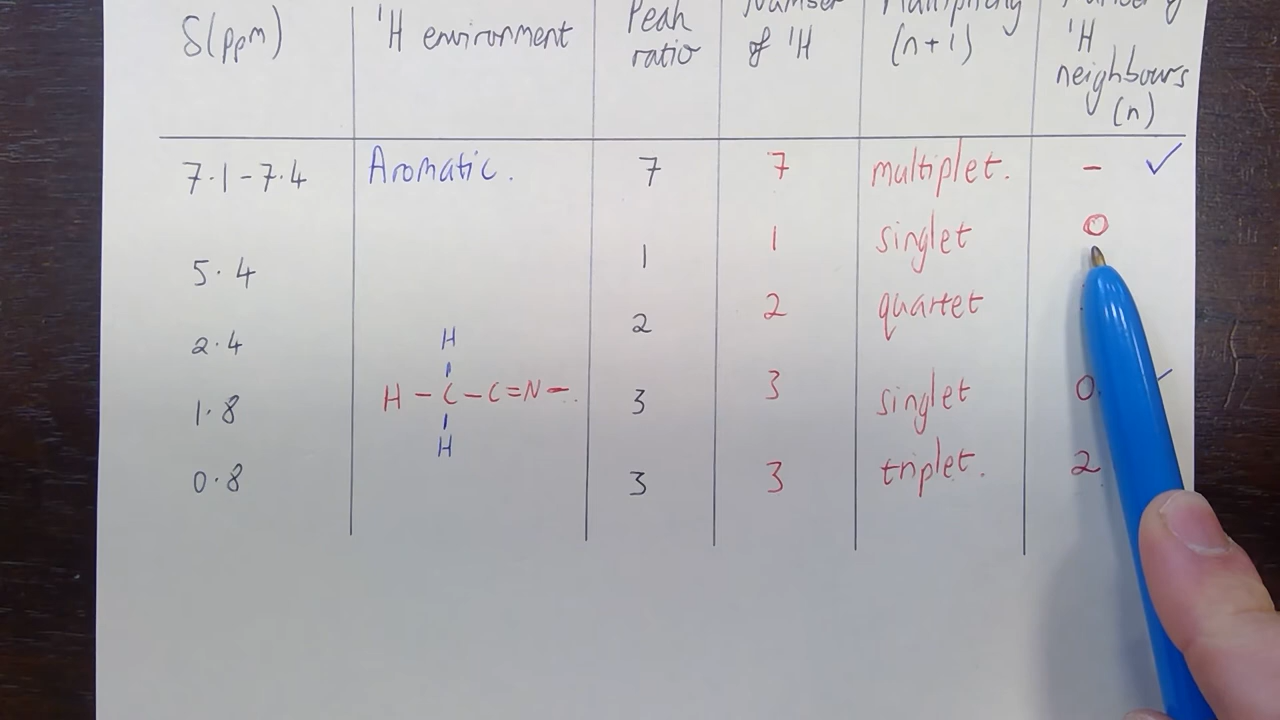 δ(ppm) ¹H environment Peak ratio Number of ¹H Multiplicity (n+1) ¹H neighbours (n)
7.1-7.4 Aromatic. 7 7 multiplet. - ✓
5.4 1 1 singlet 0
2.4 2 2 quartet
H
1.8 H-C-C=N- 3 3 singlet 0
H
0.8 3 3 triplet. 2